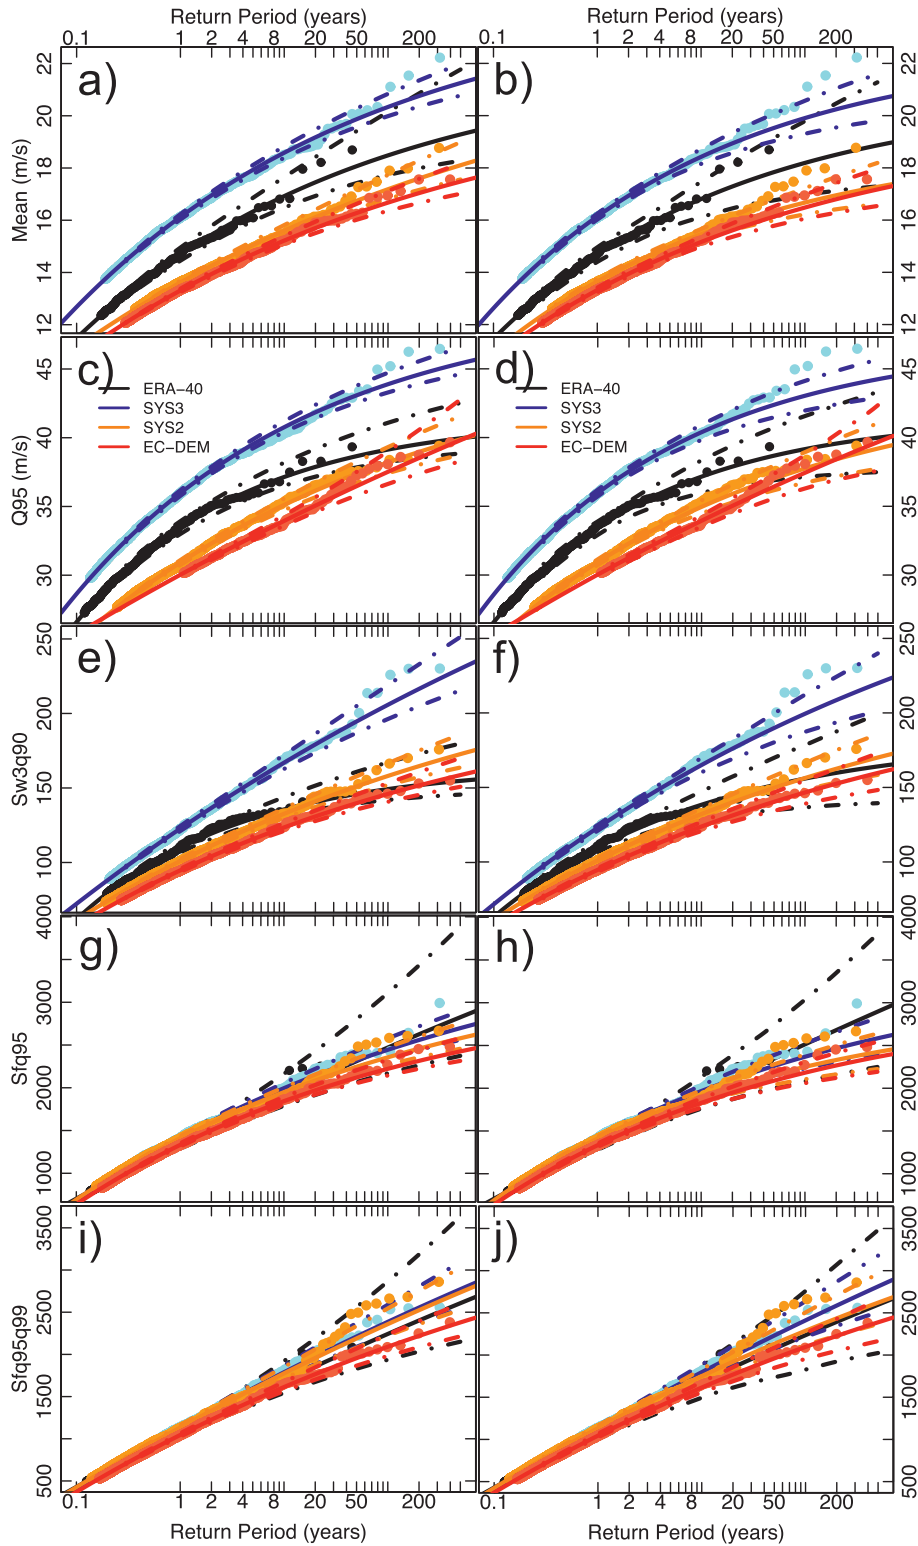 Return Period (years) Return Period (years)
0.1 1 2 4 8 20 50 200 0.1 1 2 4 8 20 50 200
a) b)
Mean (m/s)
22 20 18 16 14 12
22 20 18 16 14 12
c) d)
ERA−40 ERA−40
SYS3 SYS3
SYS2 SYS2
EC−DEM EC−DEM
Q95 (m/s)
45 40 35 30
45 40 35 30
e) f)
Sw3q90
250 200 150 100
250 200 150 100
g) h)
Sfq95
4000 3000 2000 1000
4000 3000 2000 1000
i) j)
Sfq95q99
3500 2500 1500 500
3500 2500 1500 500
0.1 1 2 4 8 20 50 200 0.1 1 2 4 8 20 50 200
Return Period (years) Return Period (years)